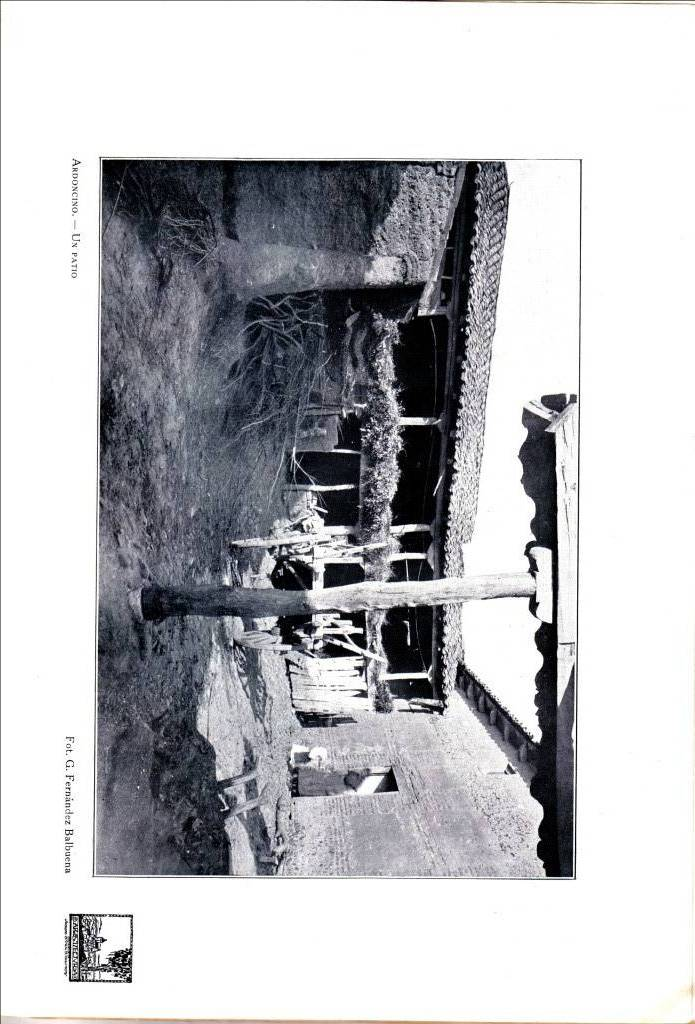 ARDONCINO. — UN PATIO
Fot. G. Fernández Balbuena